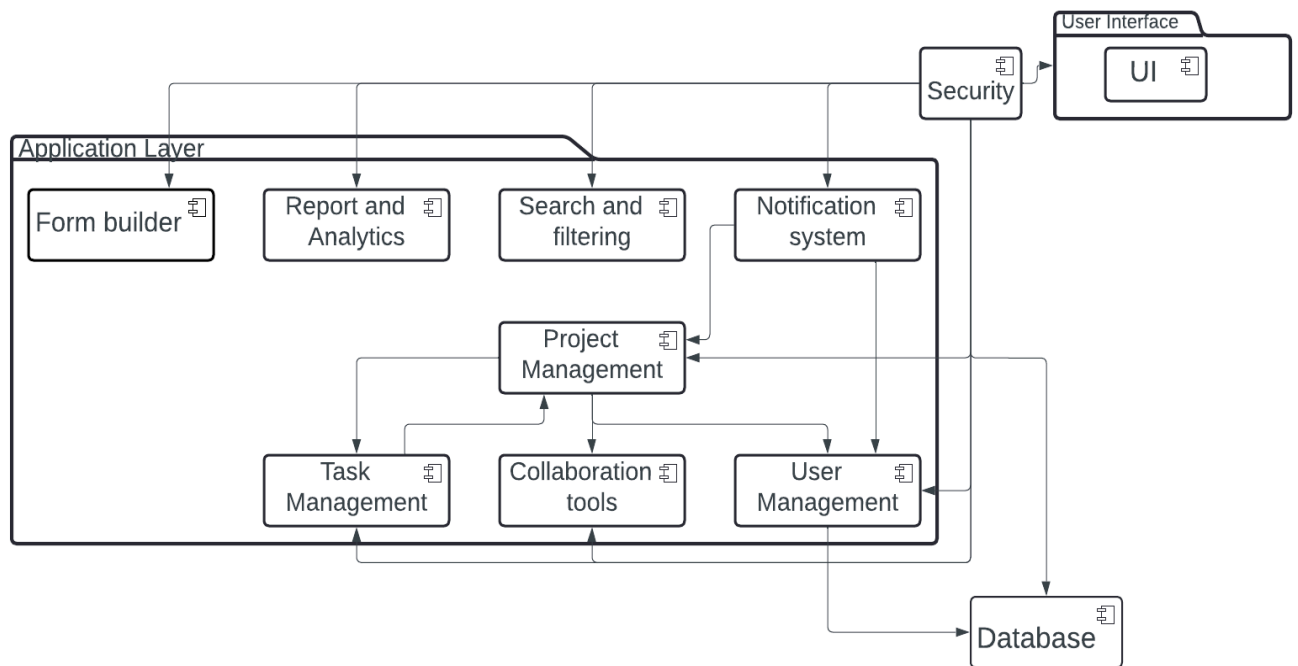 User Interface
UI
Security
Application Layer
Form builder
Report and
Analytics
Search and
filtering
Notification
system
Project
Management
Task
Management
Collaboration
tools
User
Management
Database